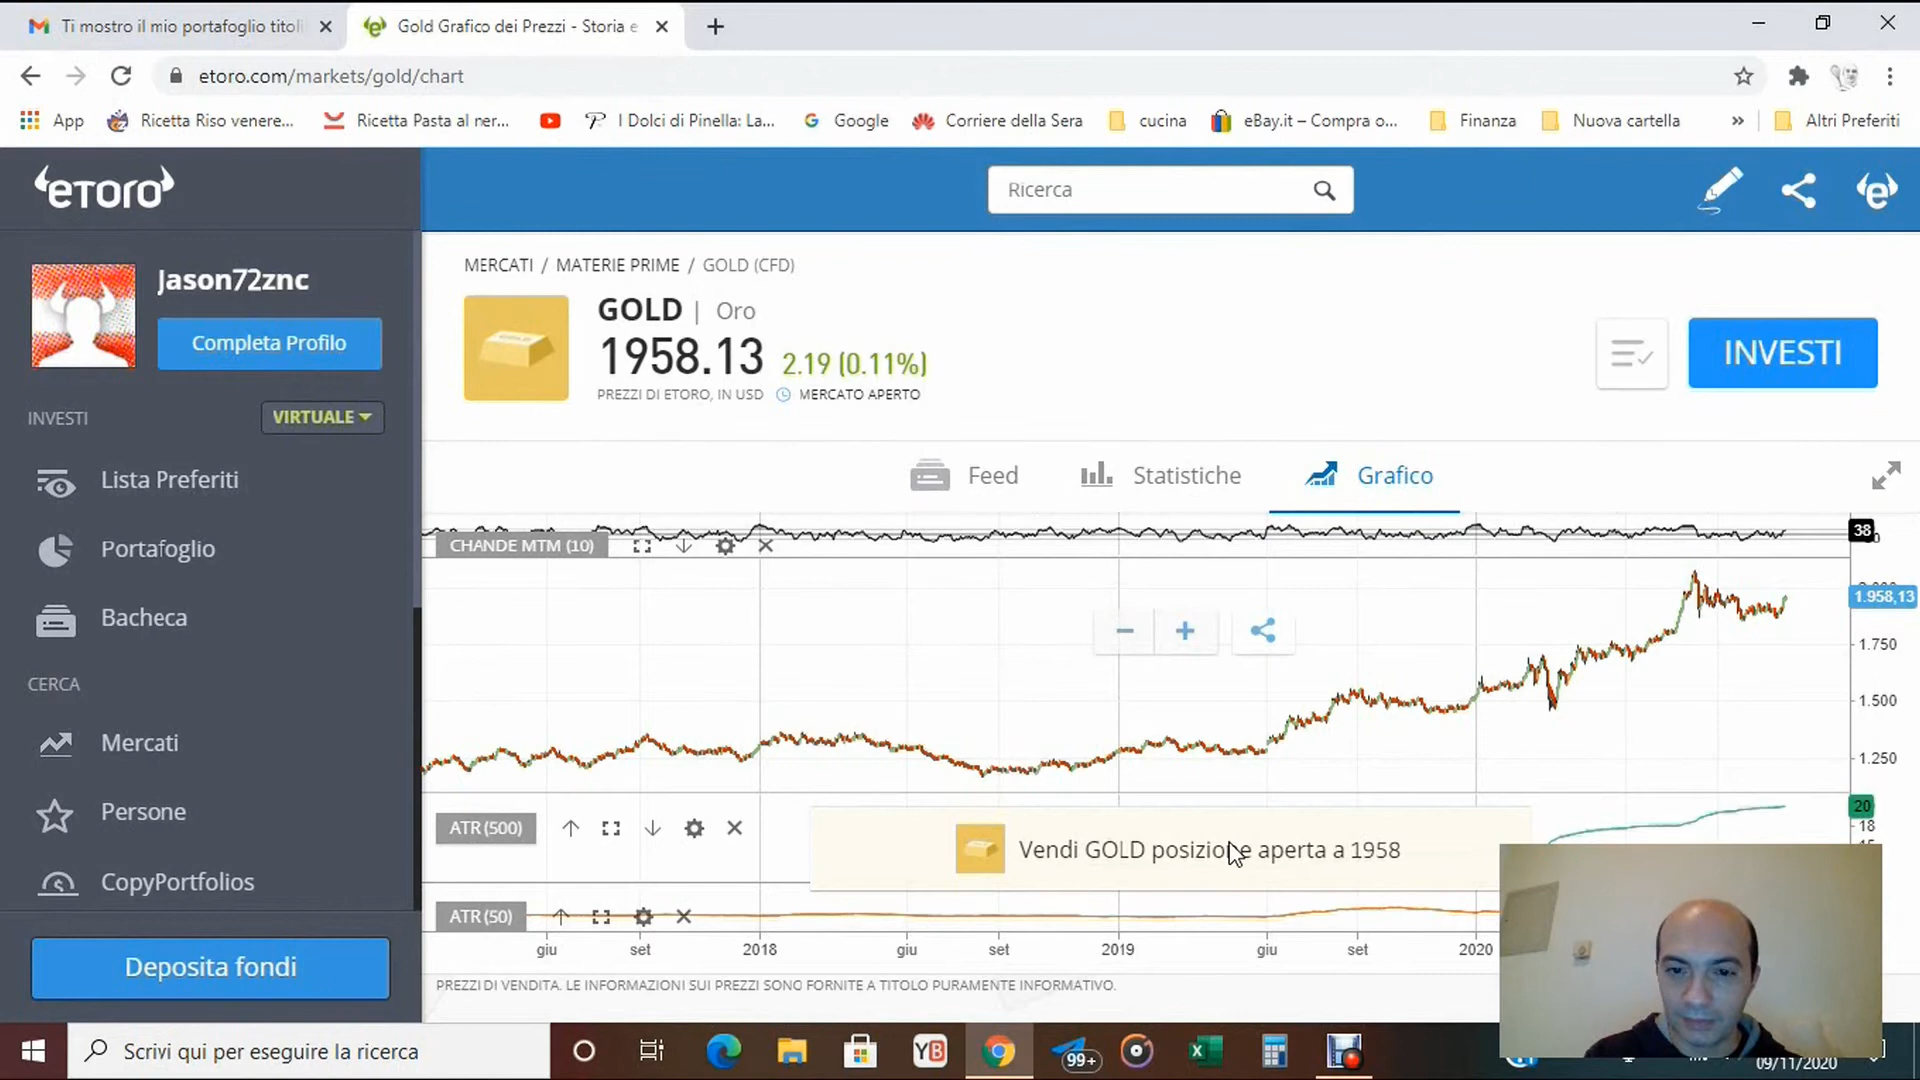 Ti mostro il mio portafoglio titoli
Gold Grafico dei Prezzi - Storia e
etoro.com/markets/gold/chart
App
Ricetta Riso venere...
Ricetta Pasta al ner...
I Dolci di Pinella: La...
Google
Corriere della Sera
cucina
eBay.it – Compra o...
Finanza
Nuova cartella
»
Altri Preferiti
eToro
Ricerca
Jason72znc
Completa Profilo
INVESTI
VIRTUALE
Lista Preferiti
Portafoglio
Bacheca
CERCA
Mercati
Persone
CopyPortfolios
Deposita fondi
MERCATI / MATERIE PRIME / GOLD (CFD)
GOLD | Oro
1958.13 2.19 (0.11%)
PREZZI DI ETORO, IN USD MERCATO APERTO
INVESTI
Feed
Statistiche
Grafico
CHANDE MTM (10)
38
1.958,13
1.750
1.500
1.250
ATR (500)
20
18
Vendi GOLD posizione aperta a 1958
ATR (50)
giu set 2018 giu set 2019 giu set 2020
PREZZI DI VENDITA. LE INFORMAZIONI SUI PREZZI SONO FORNITE A TITOLO PURAMENTE INFORMATIVO.
Scrivi qui per eseguire la ricerca
YB
99+
09/11/2020